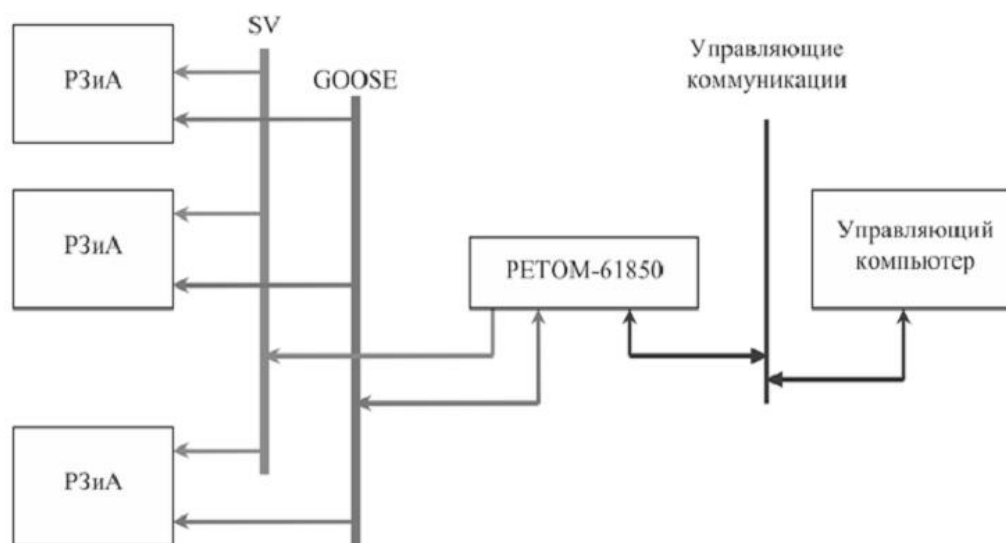 SV
РЗиА
GOOSE
Управляющие
коммуникации
РЗиА
Управляющий
компьютер
РЕТОМ-61850
РЗиА